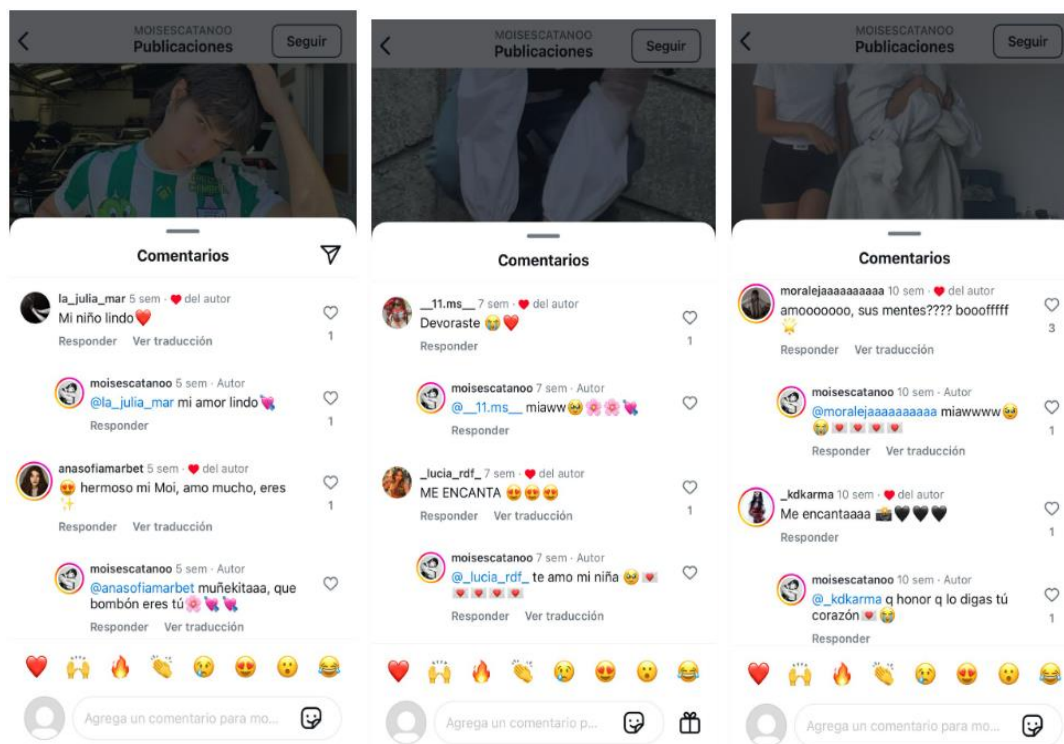 MOISESCATANOO
Publicaciones
Seguir
Comentarios
la_julia_mar 5 sem · ❤️ del autor
Mi niño lindo❤️
Responder Ver traducción
1
moisescatanoo 5 sem · Autor
@la_julia_mar mi amor lindo💘
Responder
1
anasofiamarbet 5 sem · ❤️ del autor
😍 hermoso mi Moi, amo mucho, eres
✨
Responder Ver traducción
1
moisescatanoo 5 sem · Autor
@anasofiamarbet muñekitaaa, que
bombón eres tú🌸💘💘
Responder Ver traducción
❤️🙌🔥👏😢😍😮😂
Agrega un comentario para mo...
MOISESCATANOO
Publicaciones
Seguir
Comentarios
__11.ms__ 7 sem · ❤️ del autor
Devoraste 😭❤️
Responder
1
moisescatanoo 7 sem · Autor
@__11.ms__ miaww🥹🌸🌸💘
Responder
_lucia_rdf_ 7 sem · ❤️ del autor
ME ENCANTA 😍😍😍
Responder Ver traducción
1
moisescatanoo 7 sem · Autor
@_lucia_rdf_ te amo mi niña 🥹💌
💌💌💌💌
Responder Ver traducción
❤️🙌🔥👏😢😍😮😂
Agrega un comentario p...
MOISESCATANOO
Publicaciones
Seguir
Comentarios
moralejaaaaaaaaaa 10 sem · ❤️ del autor
amooooooo, sus mentes???? boooffff
🌟
Responder Ver traducción
3
moisescatanoo 10 sem · Autor
@moralejaaaaaaaaaa miawwww🥹
😭💌💌💌💌
Responder Ver traducción
1
_kdkarma 10 sem · ❤️ del autor
Me encantaaaa 📸🖤🖤🖤
Responder
1
moisescatanoo 10 sem · Autor
@_kdkarma q honor q lo digas tú
corazón💌😭
Responder
1
❤️🙌🔥👏😢😍😮😂
Agrega un comentario para mo...